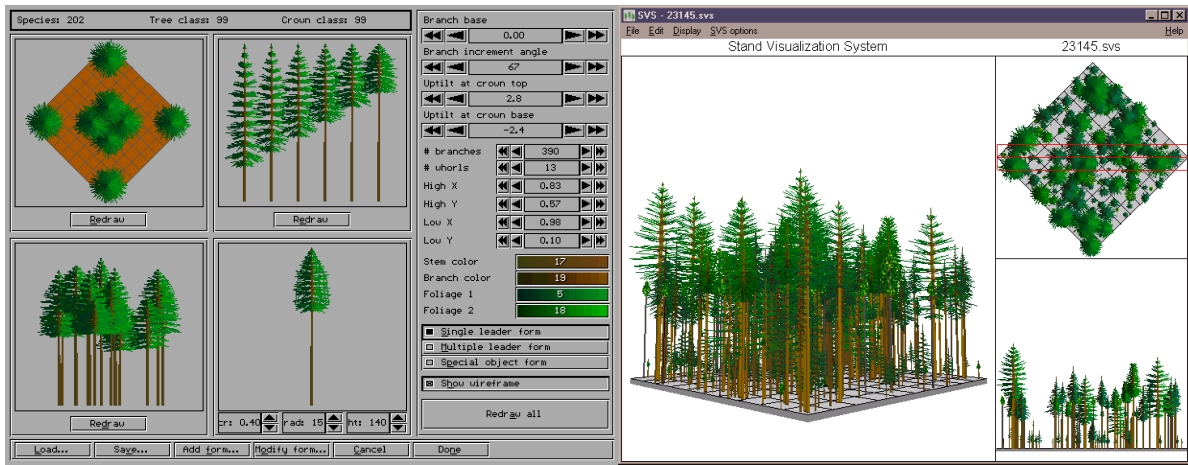 Species: 202 Tree class: 99 Crown class: 99
Redraw
Redraw
Redraw
cr: 0.40 rad: 15 ht: 140
Branch base
0.00
Branch increment angle
67
Uptilt at crown top
2.8
Uptilt at crown base
-2.4
# branches 390
# whorls 13
High X 0.83
High Y 0.57
Low X 0.98
Low Y 0.10
Stem color 17
Branch color 19
Foliage 1 5
Foliage 2 18
Single leader form
Multiple leader form
Special object form
Show wireframe
Redraw all
Load... Save... Add form... Modify form... Cancel Done
SVS - 23145.svs
File Edit Display SVS options Help
Stand Visualization System 23145.svs